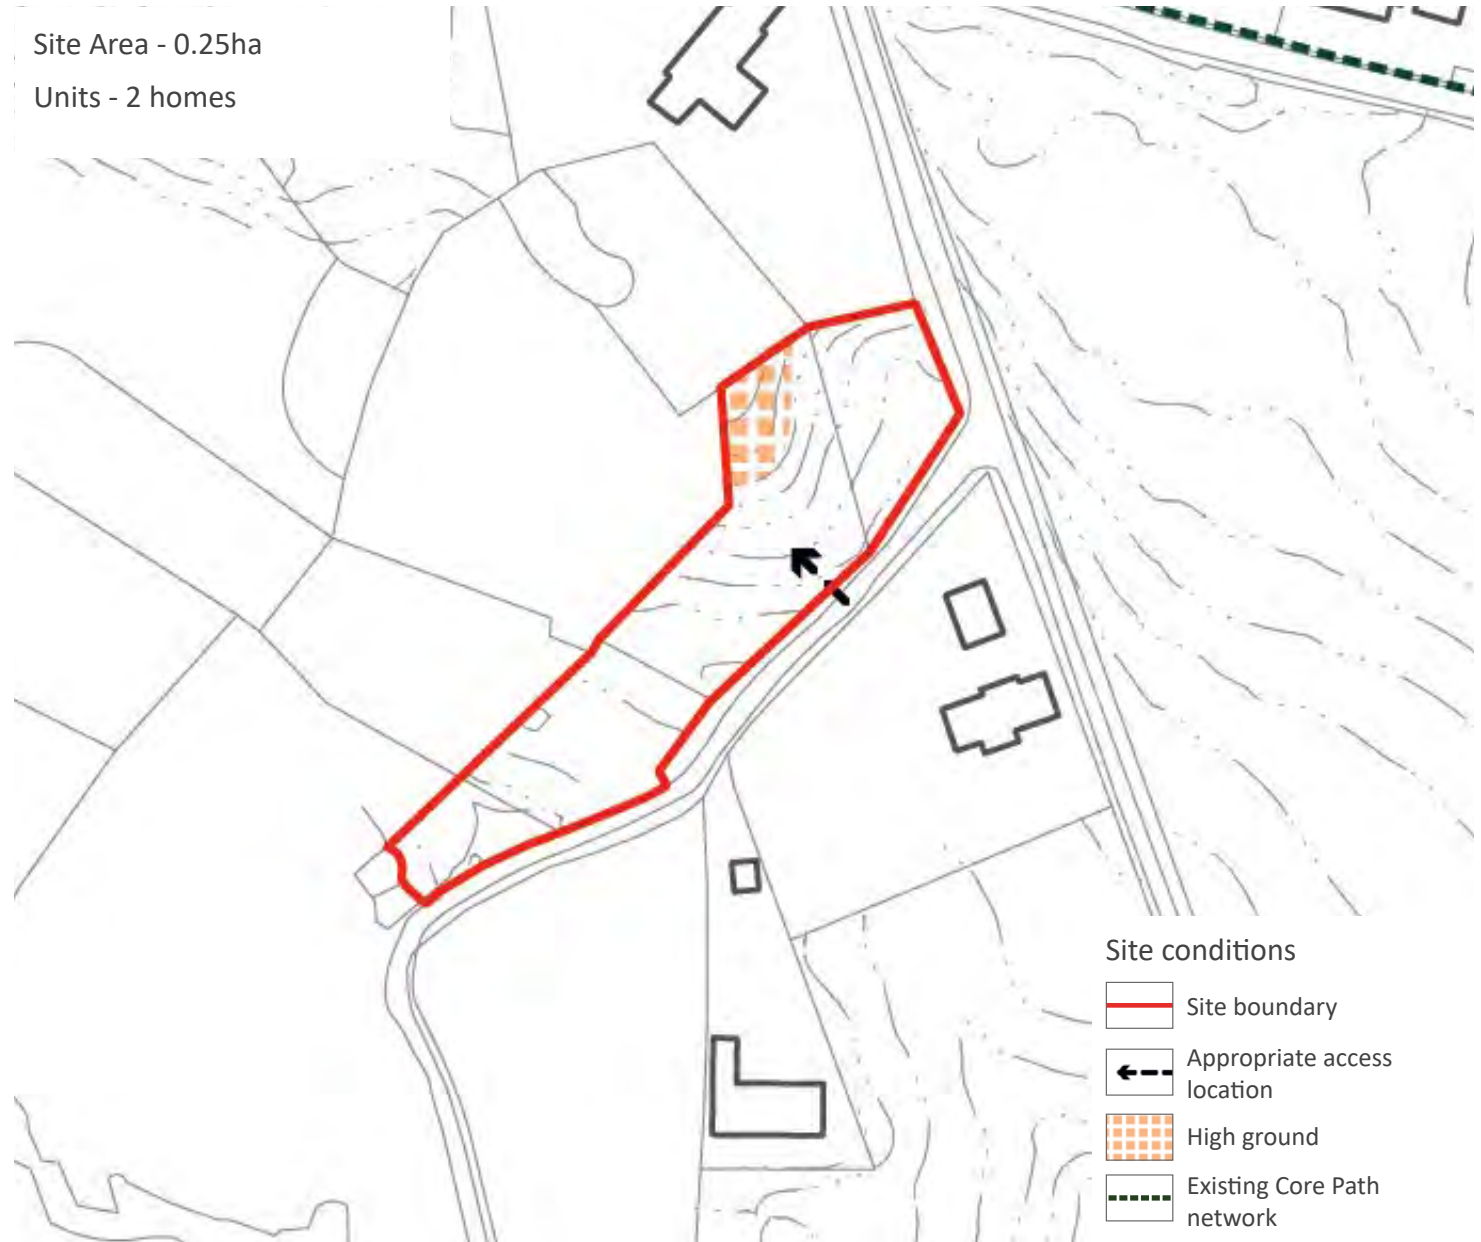 Site Area - 0.25ha
Units - 2 homes
Site conditions
Site boundary
Appropriate access
location
High ground
Existing Core Path
network